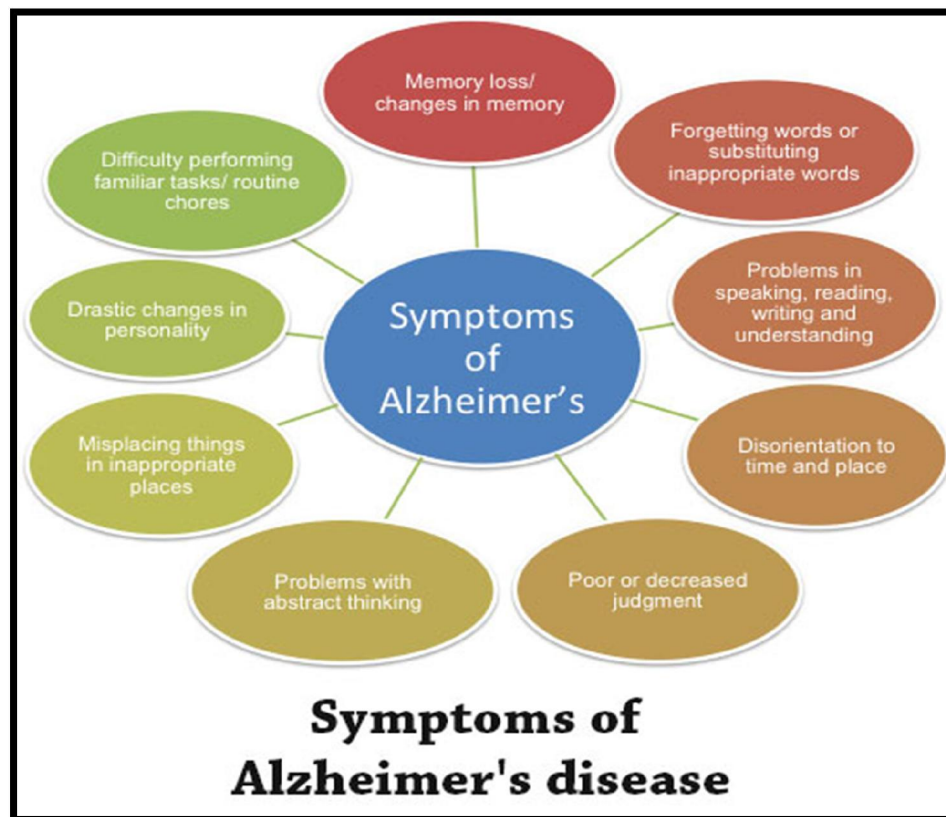 Memory loss/
changes in memory
Forgetting words or
substituting
inappropriate words
Problems in
speaking, reading,
writing and
understanding
Disorientation to
time and place
Poor or decreased
judgment
Problems with
abstract thinking
Misplacing things
in inappropriate
places
Drastic changes in
personality
Difficulty performing
familiar tasks/ routine
chores
Symptoms
of
Alzheimer’s
Symptoms of
Alzheimer's disease